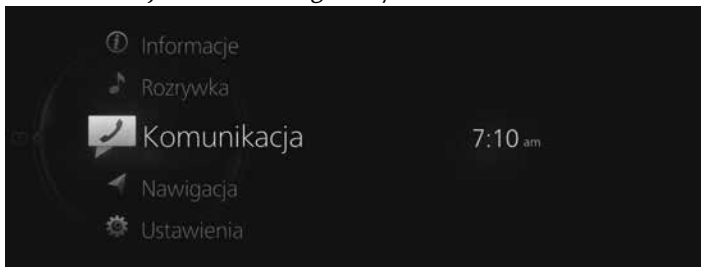 Informacje
Rozrywka
Komunikacja
7:10 am
Nawigacja
Ustawienia